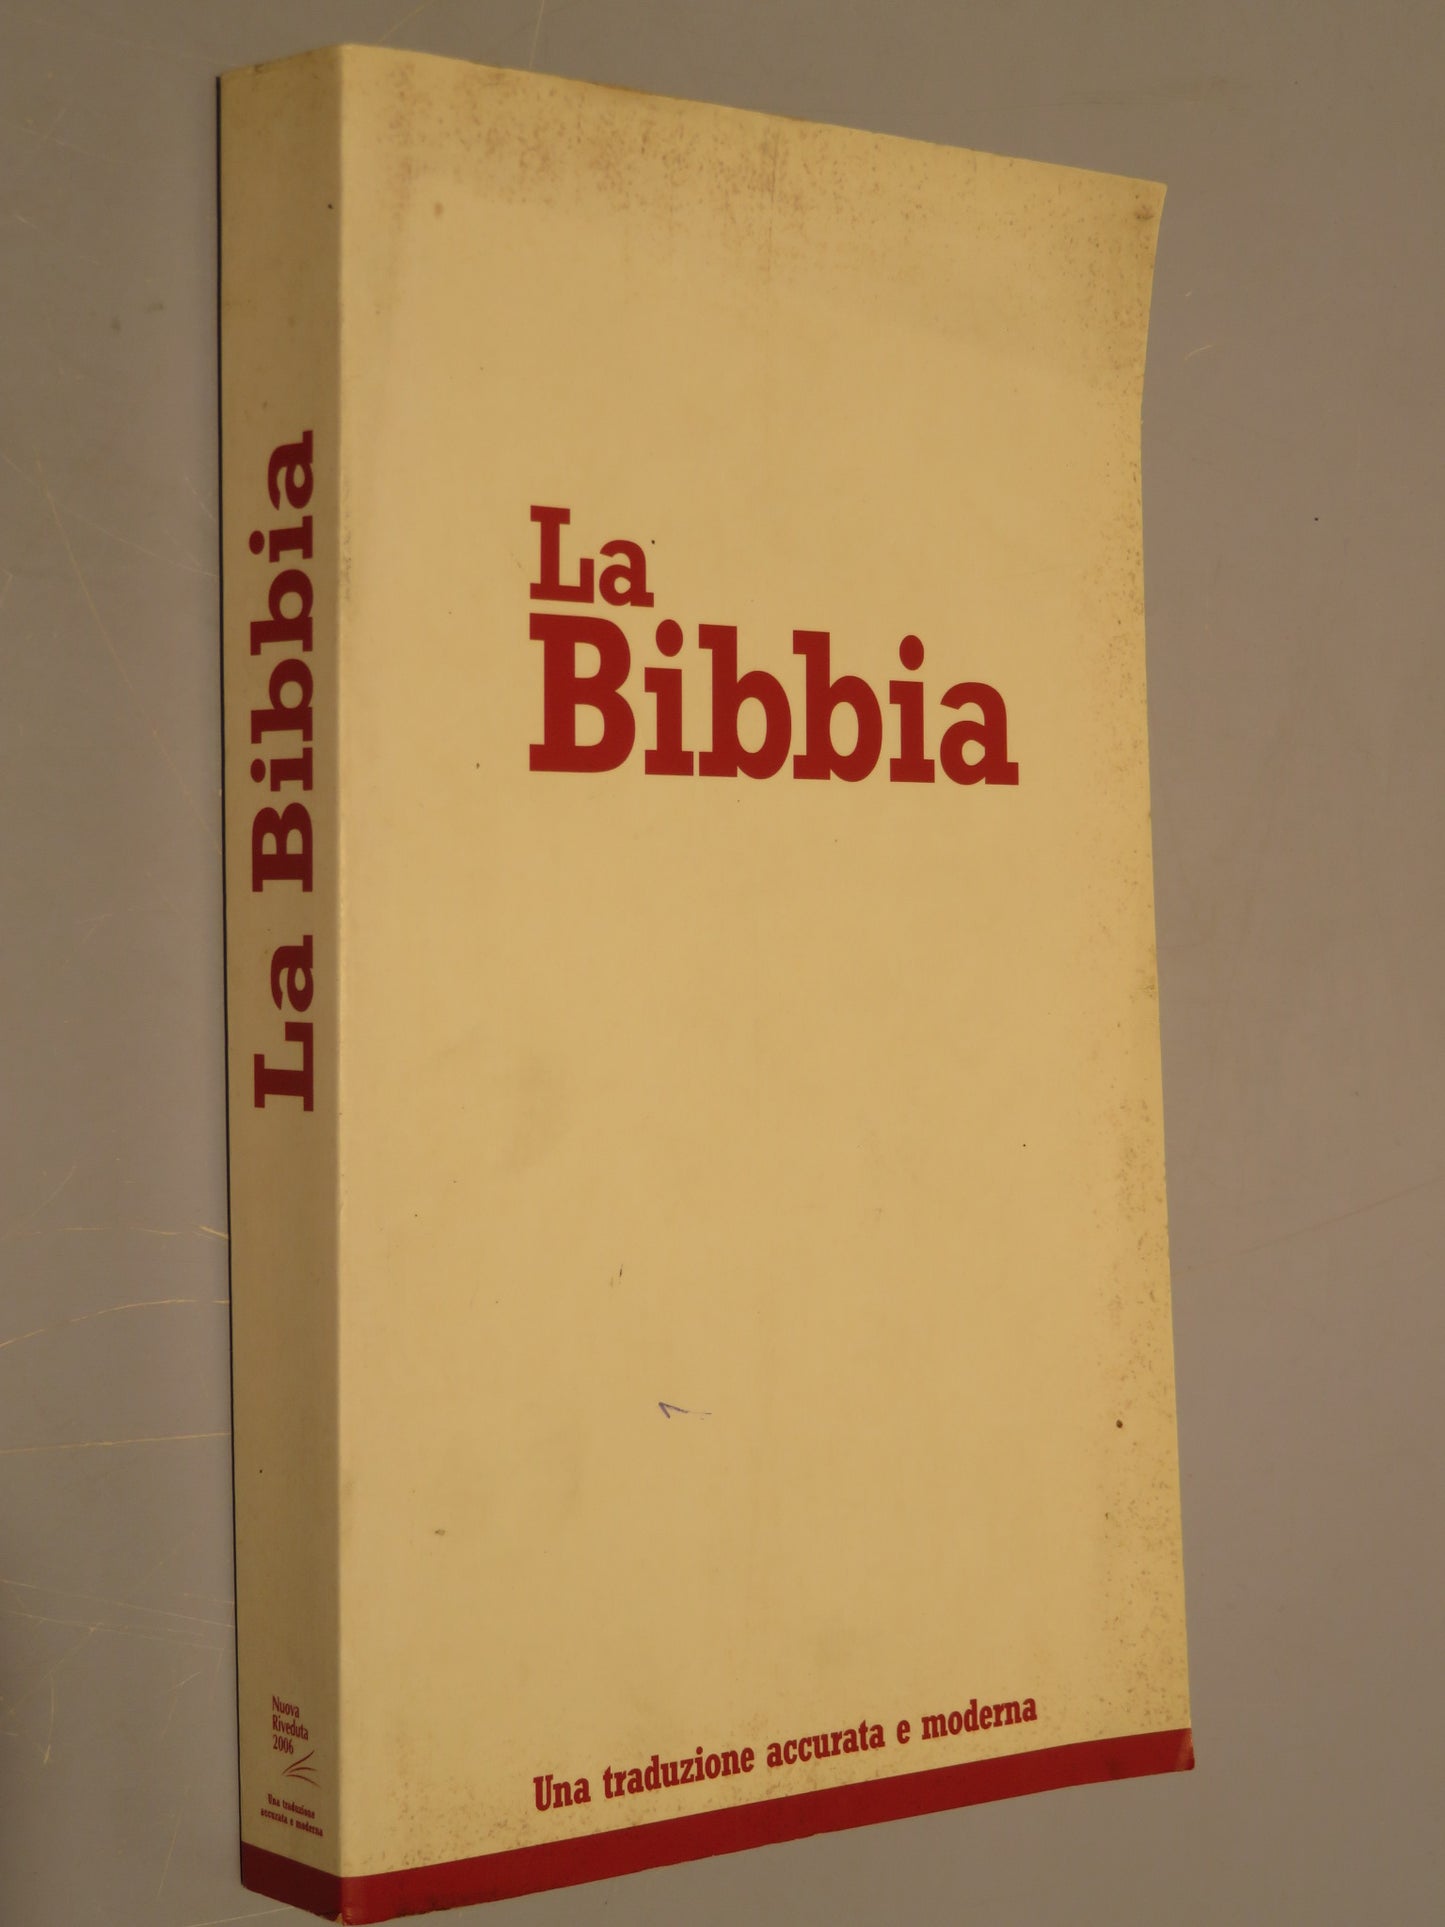 La Bibbia
Nuova
Riveduta
2006
Una traduzione
accurata e moderna
La
Bibbia
Una traduzione accurata e moderna